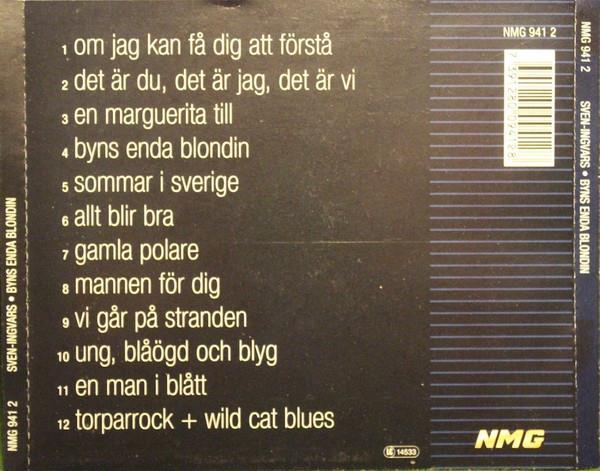 NMG 941 2
1 om jag kan få dig att förstå
2 det är du, det är jag, det är vi
3 en marguerita till
4 byns enda blondin
5 sommar i sverige
6 allt blir bra
7 gamla polare
8 mannen för dig
9 vi går på stranden
10 ung, blåögd och blyg
11 en man i blått
12 torparrock + wild cat blues
LC 14533
NMG
NMG 941 2 SVEN-INGVARS • BYNS ENDA BLONDIN
NMG 941 2 SVEN-INGVARS • BYNS ENDA BLONDIN